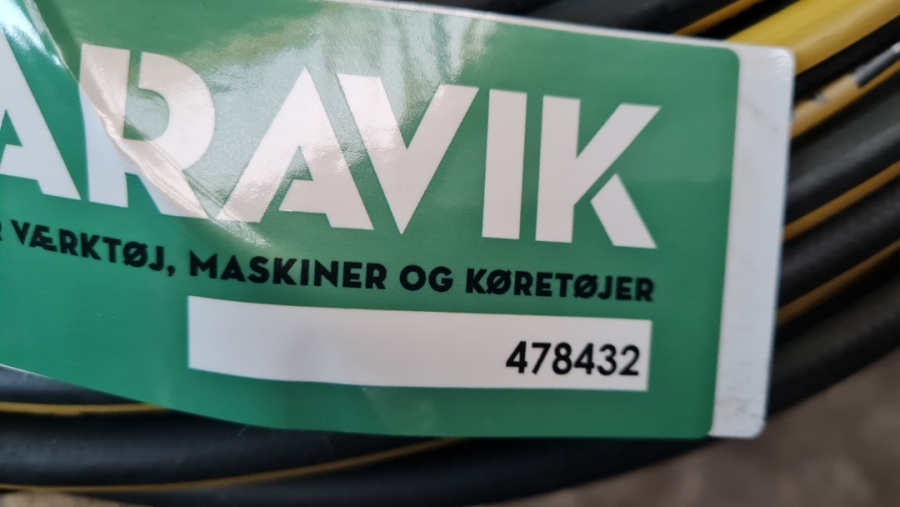 ARAVIK
R VÆRKTØJ, MASKINER OG KØRETØJER
478432